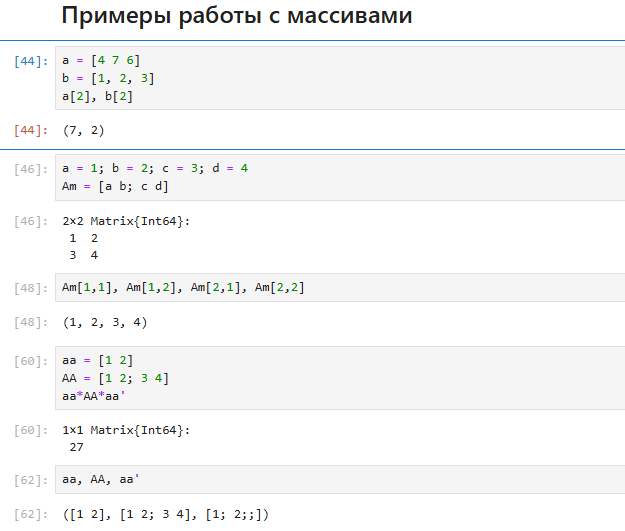 Примеры работы с массивами
[44]: a = [4 7 6]
b = [1, 2, 3]
a[2], b[2]
[44]: (7, 2)
[46]: a = 1; b = 2; c = 3; d = 4
Am = [a b; c d]
[46]: 2×2 Matrix{Int64}:
1 2
3 4
[48]: Am[1,1], Am[1,2], Am[2,1], Am[2,2]
[48]: (1, 2, 3, 4)
[60]: aa = [1 2]
AA = [1 2; 3 4]
aa*AA*aa'
[60]: 1×1 Matrix{Int64}:
27
[62]: aa, AA, aa'
[62]: ([1 2], [1 2; 3 4], [1; 2;;])